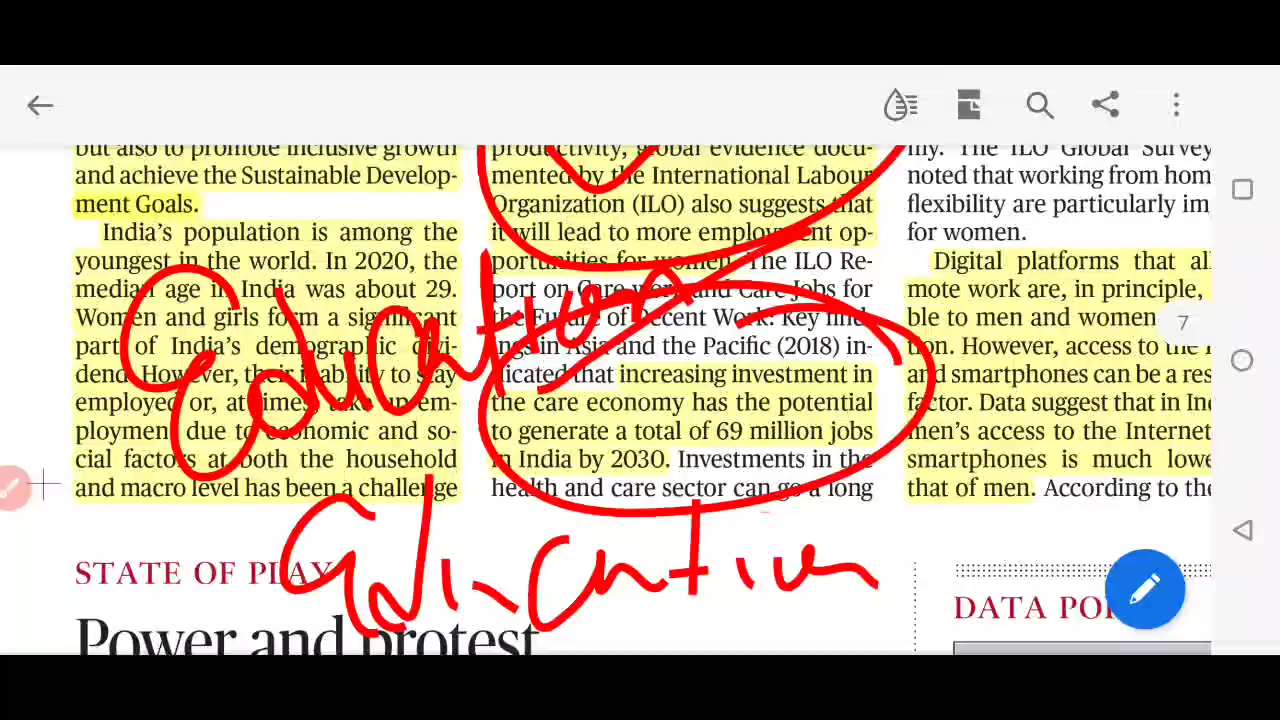 but also to promote inclusive growth
and achieve the Sustainable Develop-
ment Goals.
India's population is among the
youngest in the world. In 2020, the
median age in India was about 29.
Women and girls form a significant
part of India's demographic divi-
dend. However, their inability to stay
employed or, at times, take up em-
ployment due to economic and so-
cial factors at both the household
and macro level has been a challenge
productivity, global evidence docu-
mented by the International Labour
Organization (ILO) also suggests that
it will lead to more employment op-
portunities for women. The ILO Re-
port on Care work and Care Jobs for
the Future of Decent Work: Key find-
ings in Asia and the Pacific (2018) in-
dicated that increasing investment in
the care economy has the potential
to generate a total of 69 million jobs
in India by 2030. Investments in the
health and care sector can go a long
my. The ILO Global Survey
noted that working from hom
flexibility are particularly im
for women.
Digital platforms that all
mote work are, in principle,
ble to men and women
tion. However, access to the I
and smartphones can be a res
factor. Data suggest that in Ind
men's access to the Internet
smartphones is much lowe
that of men. According to the
7
Education
Education
STATE OF PLAY
Power and protest
DATA PO